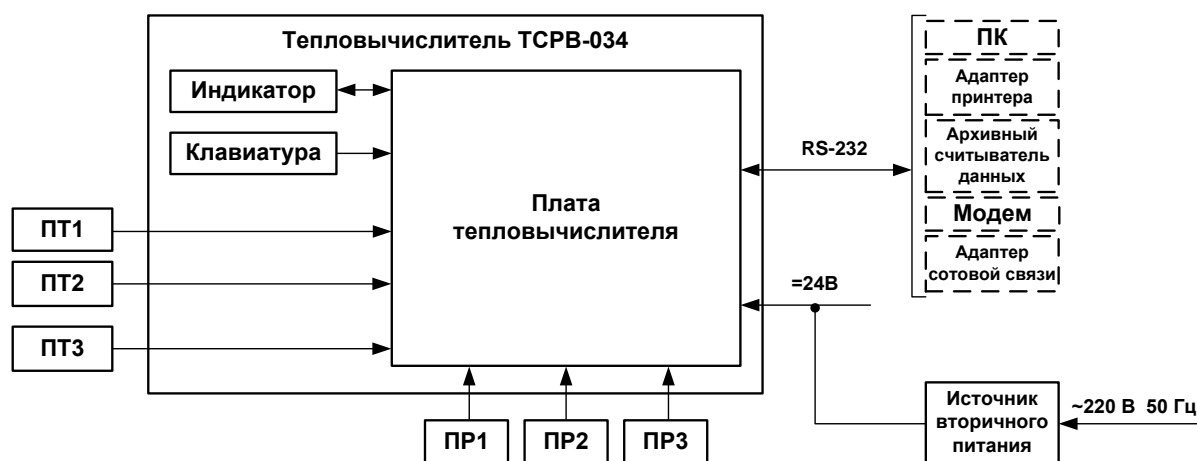 Тепловычислитель ТСРВ-034
Индикатор
Клавиатура
Плата
тепловычислителя
ПТ1
ПТ2
ПТ3
ПР1
ПР2
ПР3
RS-232
=24В
ПК
Адаптер
принтера
Архивный
считыватель
данных
Модем
Адаптер
сотовой связи
Источник
вторичного
питания
~220 В 50 Гц